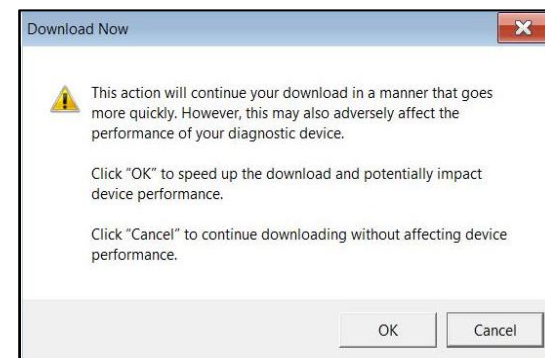 Download Now
This action will continue your download in a manner that goes
more quickly. However, this may also adversely affect the
performance of your diagnostic device.
Click "OK" to speed up the download and potentially impact
device performance.
Click "Cancel" to continue downloading without affecting device
performance.
OK
Cancel